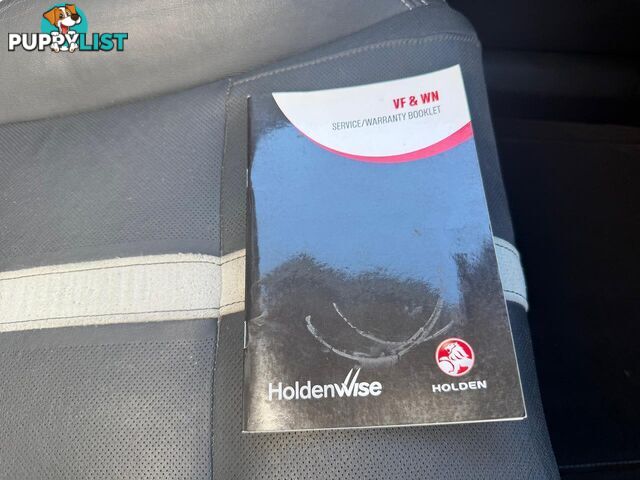 PUPPYLIST
VF & WN
SERVICE/WARRANTY BOOKLET
HoldenWise
HOLDEN